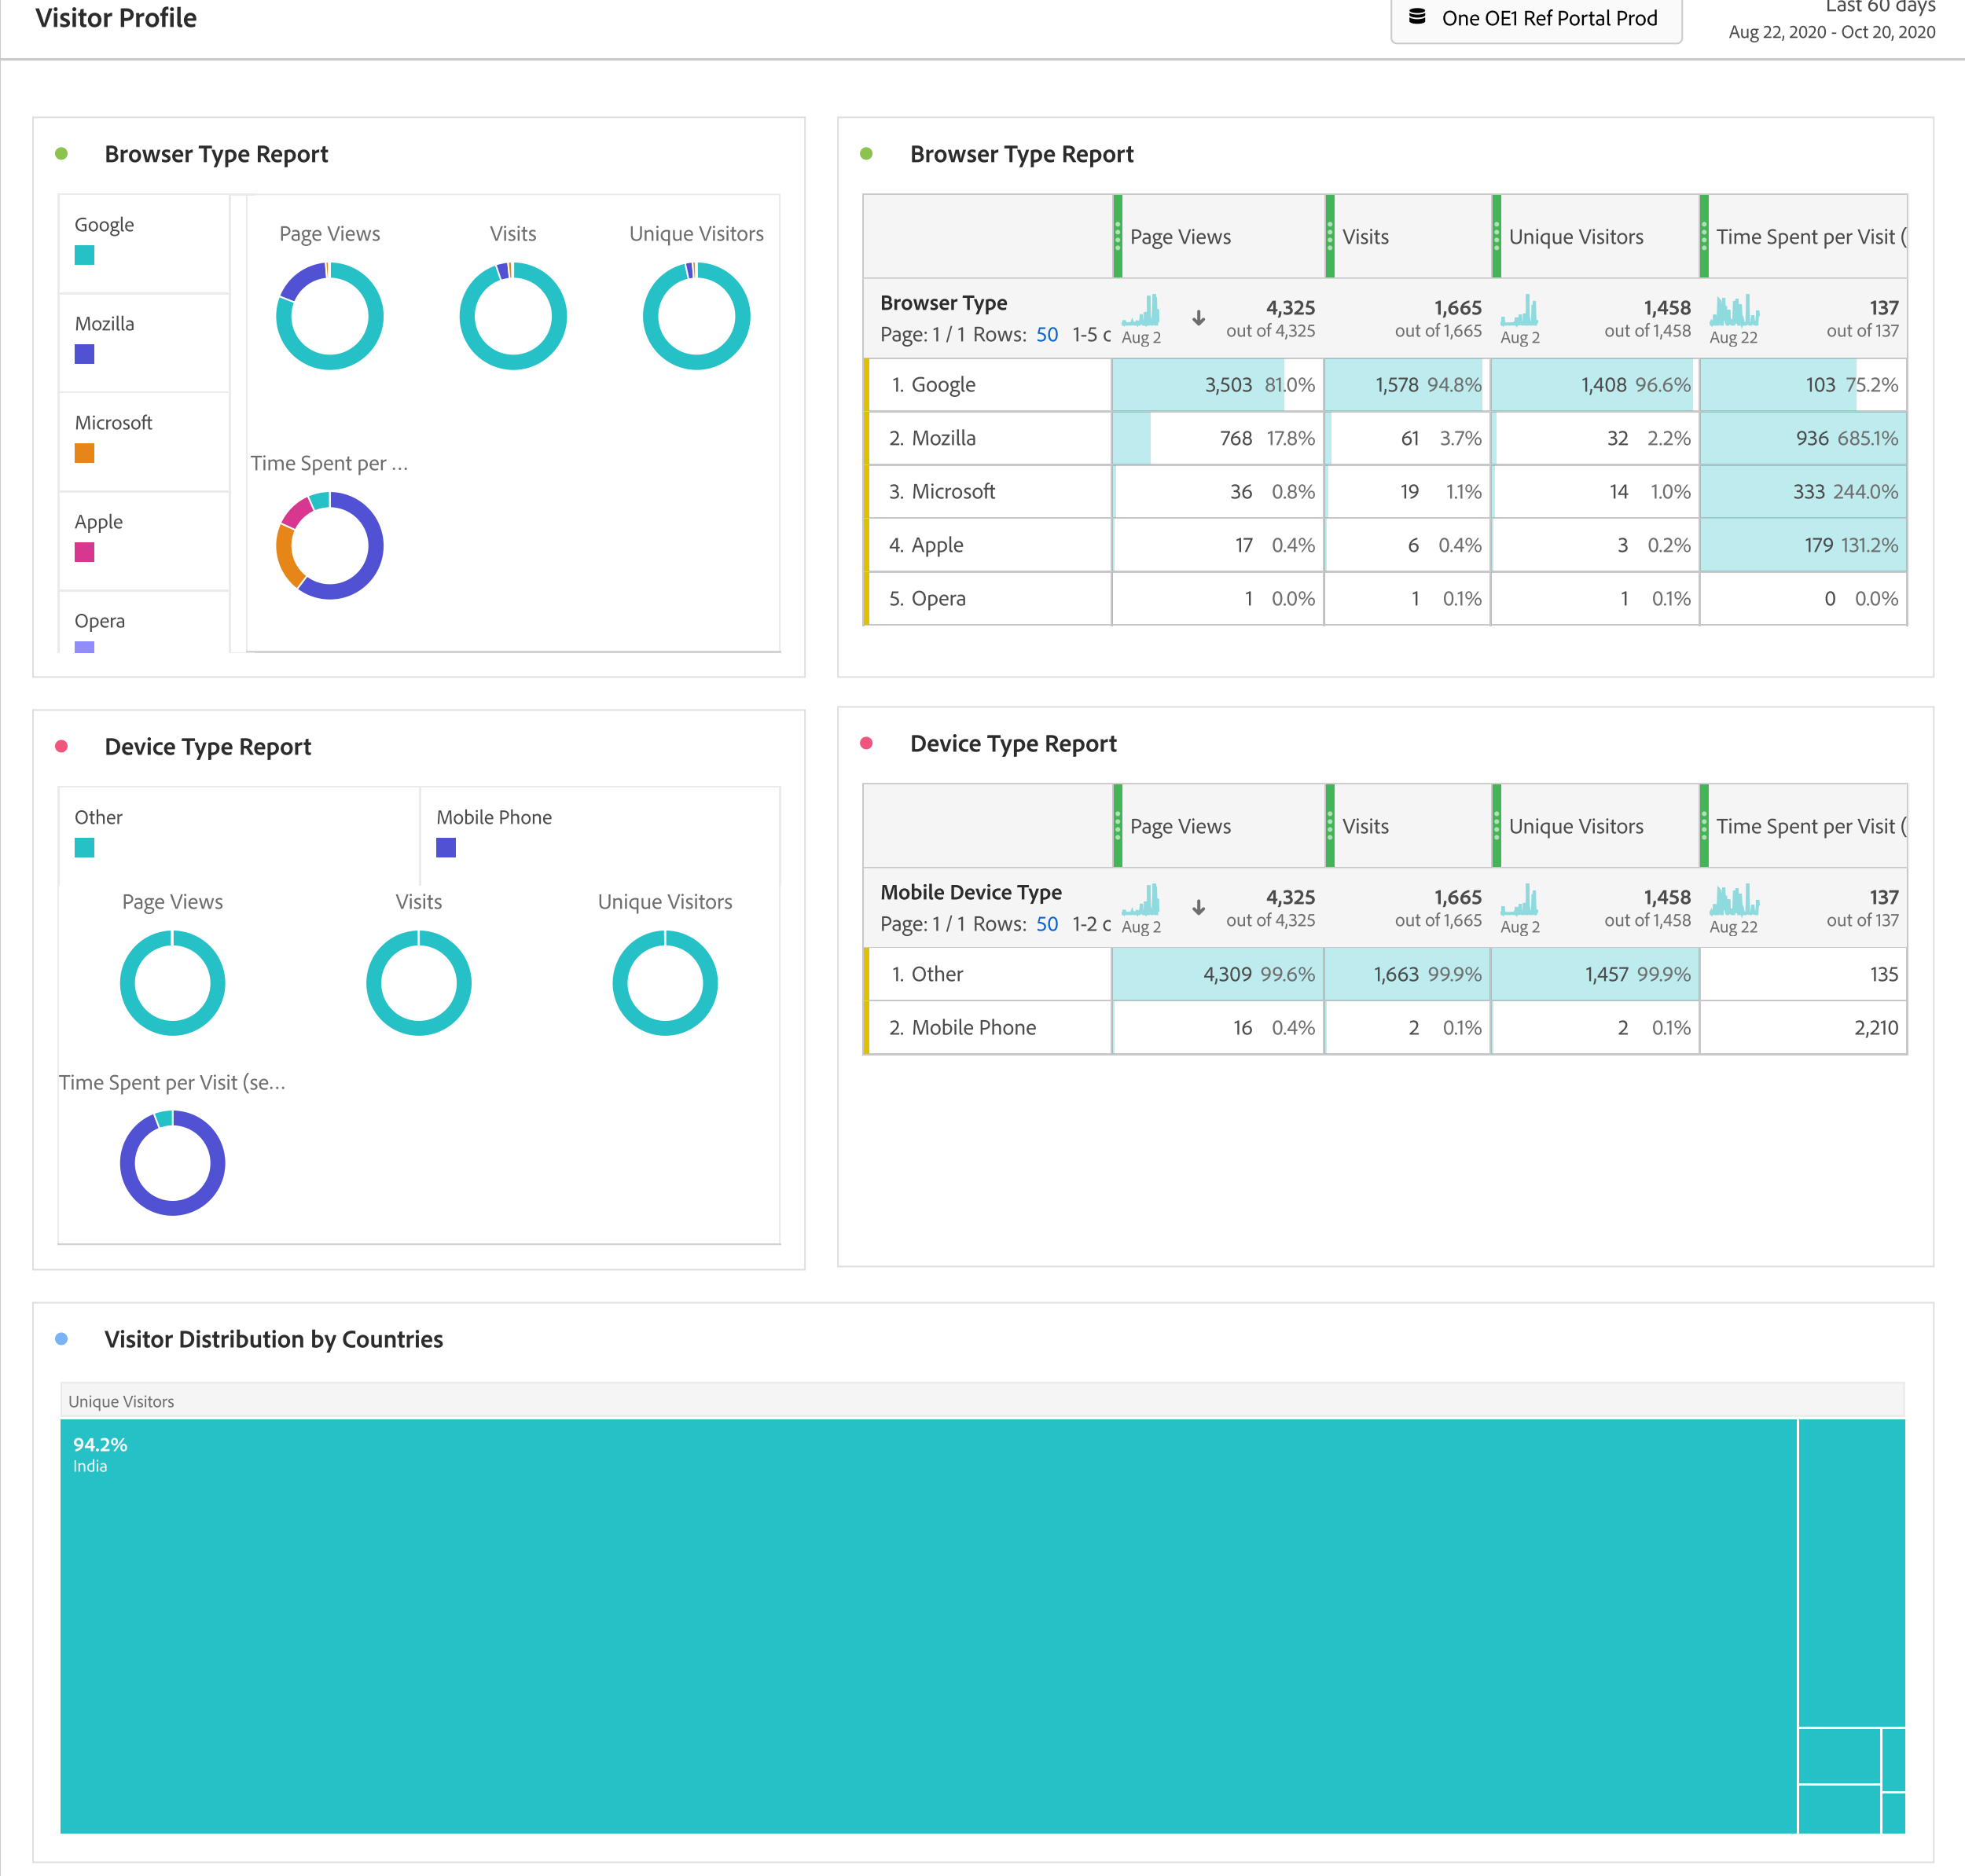 Visitor Profile
One OE1 Ref Portal Prod
Last 60 days
Aug 22, 2020 - Oct 20, 2020
Browser Type Report
Google
Mozilla
Microsoft
Apple
Opera
Page Views
Visits
Unique Visitors
Time Spent per ...
Browser Type Report
Page Views Visits Unique Visitors Time Spent per Visit (
Browser Type 4,325 1,665 1,458 137
Page: 1 / 1 Rows: 50 1-5 Aug 2 out of 4,325 out of 1,665 Aug 2 out of 1,458 Aug 22 out of 137
1. Google 3,503 81.0% 1,578 94.8% 1,408 96.6% 103 75.2%
2. Mozilla 768 17.8% 61 3.7% 32 2.2% 936 685.1%
3. Microsoft 36 0.8% 19 1.1% 14 1.0% 333 244.0%
4. Apple 17 0.4% 6 0.4% 3 0.2% 179 131.2%
5. Opera 1 0.0% 1 0.1% 1 0.1% 0 0.0%
Device Type Report
Other
Mobile Phone
Page Views
Visits
Unique Visitors
Time Spent per Visit (se...
Device Type Report
Page Views Visits Unique Visitors Time Spent per Visit (
Mobile Device Type 4,325 1,665 1,458 137
Page: 1 / 1 Rows: 50 1-2 Aug 2 out of 4,325 out of 1,665 Aug 2 out of 1,458 Aug 22 out of 137
1. Other 4,309 99.6% 1,663 99.9% 1,457 99.9% 135
2. Mobile Phone 16 0.4% 2 0.1% 2 0.1% 2,210
Visitor Distribution by Countries
Unique Visitors
94.2%
India